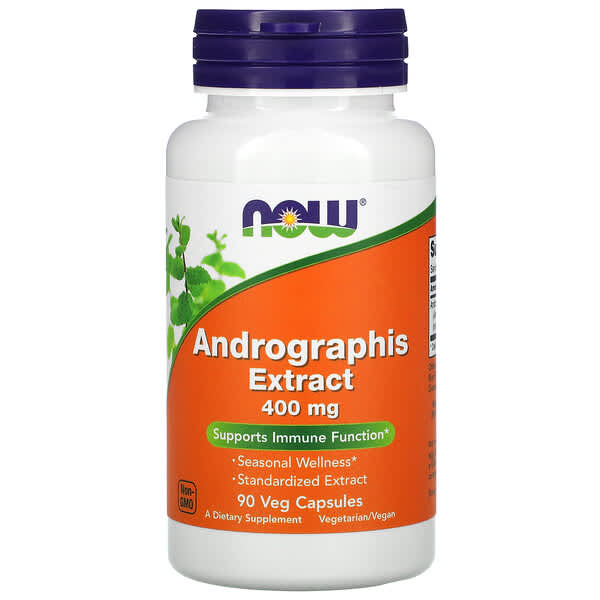 now®
Andrographis
Extract
400 mg
Supports Immune Function*
• Seasonal Wellness*
• Standardized Extract
Non-
GMO
90 Veg Capsules
A Dietary Supplement Vegetarian/Vegan